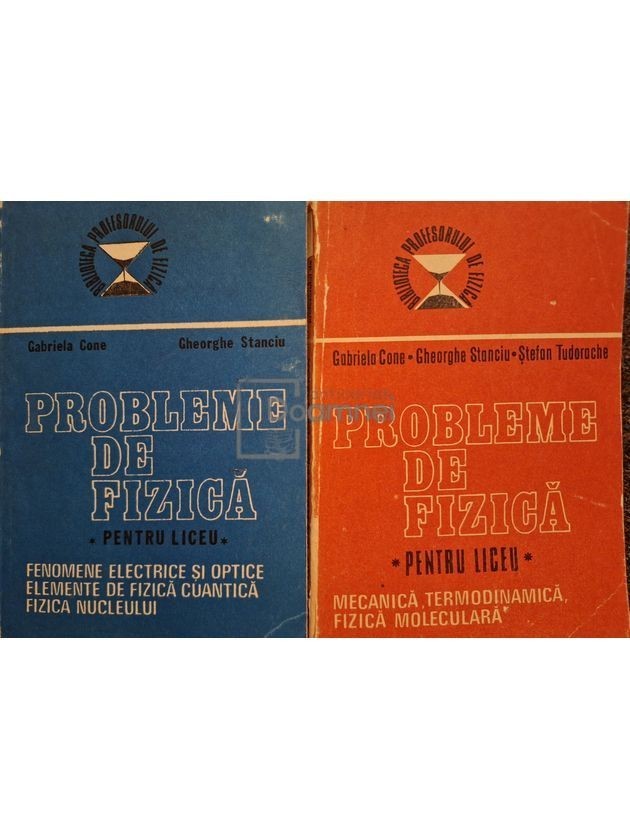 BIBLIOTECA PROFESORULUI DE FIZICĂ
Gabriela Cone Gheorghe Stanciu
PROBLEME
DE
FIZICĂ
* PENTRU LICEU *
FENOMENE ELECTRICE ȘI OPTICE
ELEMENTE DE FIZICĂ CUANTICĂ
FIZICA NUCLEULUI
BIBLIOTECA PROFESORULUI DE FIZICĂ
Gabriela Cone • Gheorghe Stanciu • Ștefan Tudorache
PROBLEME
DE
FIZICĂ
* PENTRU LICEU *
MECANICĂ, TERMODINAMICĂ,
FIZICĂ MOLECULARĂ